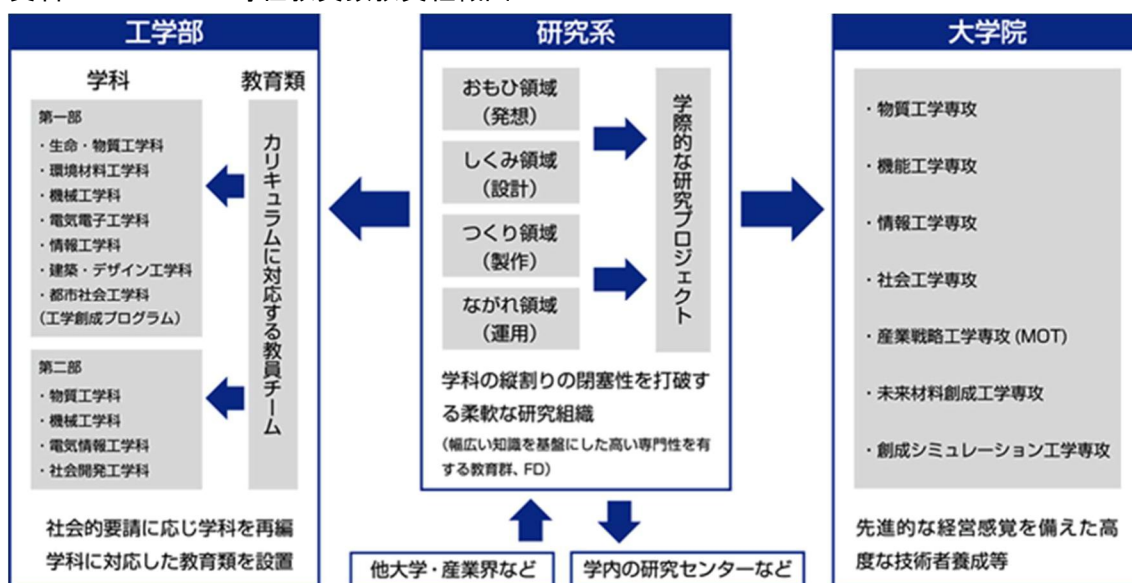 工学部
学科
教育類
第一部
・生命・物質工学科
・環境材料工学科
・機械工学科
・電気電子工学科
・情報工学科
・建築・デザイン工学科
・都市社会工学科
(工学創成プログラム)
第二部
・物質工学科
・機械工学科
・電気情報工学科
・社会開発工学科
カリキュラムに対応する教員チーム
社会的要請に応じ学科を再編
学科に対応した教育類を設置
研究系
おもひ領域
(発想)
しくみ領域
(設計)
つくり領域
(製作)
ながれ領域
(運用)
学際的な研究プロジェクト
学科の縦割りの閉塞性を打破す
る柔軟な研究組織
(幅広い知識を基盤にした高い専門性を有
する教育群、FD)
他大学・産業界など
学内の研究センターなど
大学院
・物質工学専攻
・機能工学専攻
・情報工学専攻
・社会工学専攻
・産業戦略工学専攻 (MOT)
・未来材料創成工学専攻
・創成シミュレーション工学専攻
先進的な経営感覚を備えた高
度な技術者養成等